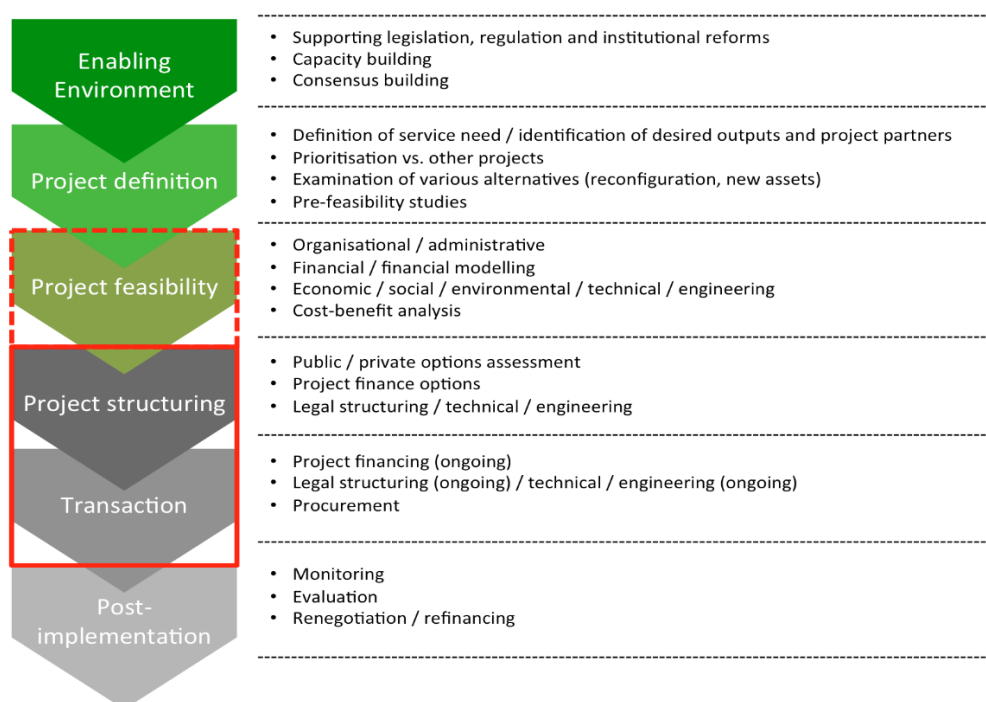 Enabling
Environment
• Supporting legislation, regulation and institutional reforms
• Capacity building
• Consensus building
Project definition
• Definition of service need / identification of desired outputs and project partners
• Prioritisation vs. other projects
• Examination of various alternatives (reconfiguration, new assets)
• Pre-feasibility studies
Project feasibility
• Organisational / administrative
• Financial / financial modelling
• Economic / social / environmental / technical / engineering
• Cost-benefit analysis
Project structuring
• Public / private options assessment
• Project finance options
• Legal structuring / technical / engineering
Transaction
• Project financing (ongoing)
• Legal structuring (ongoing) / technical / engineering (ongoing)
• Procurement
Post-
implementation
• Monitoring
• Evaluation
• Renegotiation / refinancing